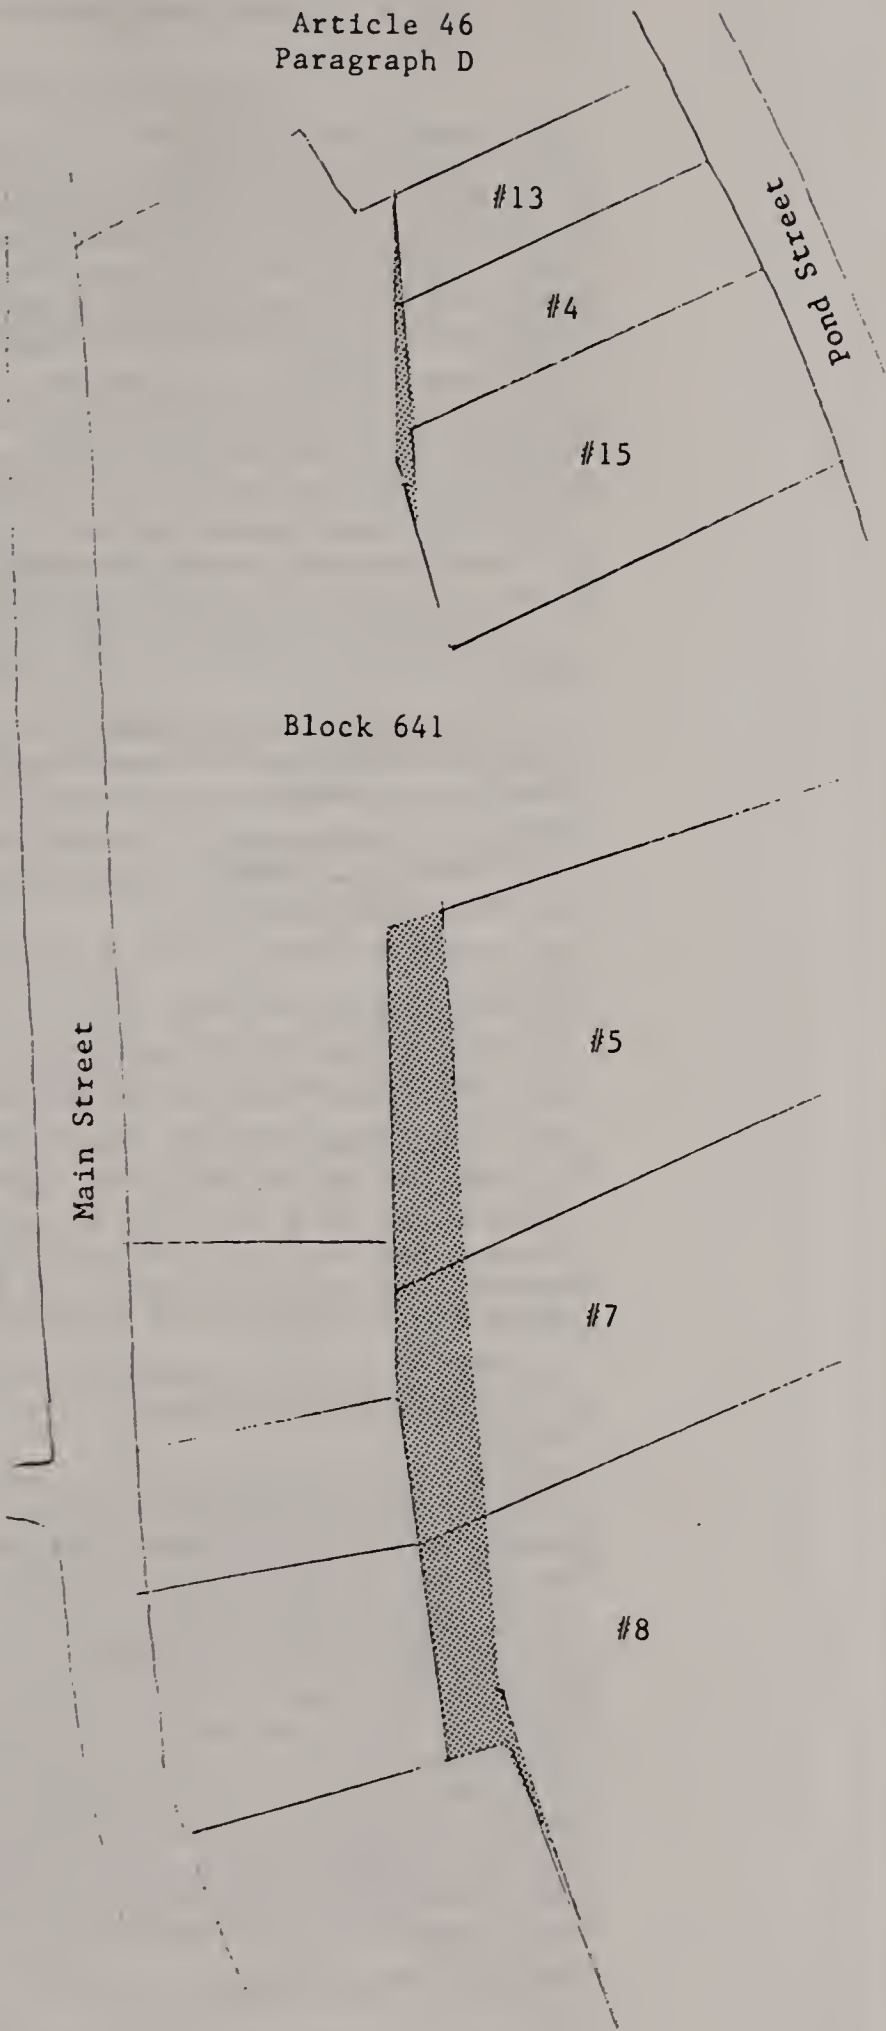 Article 46
Paragraph D
#13
Pond Street
#4
#15
Block 641
#5
Main Street
#7
#8